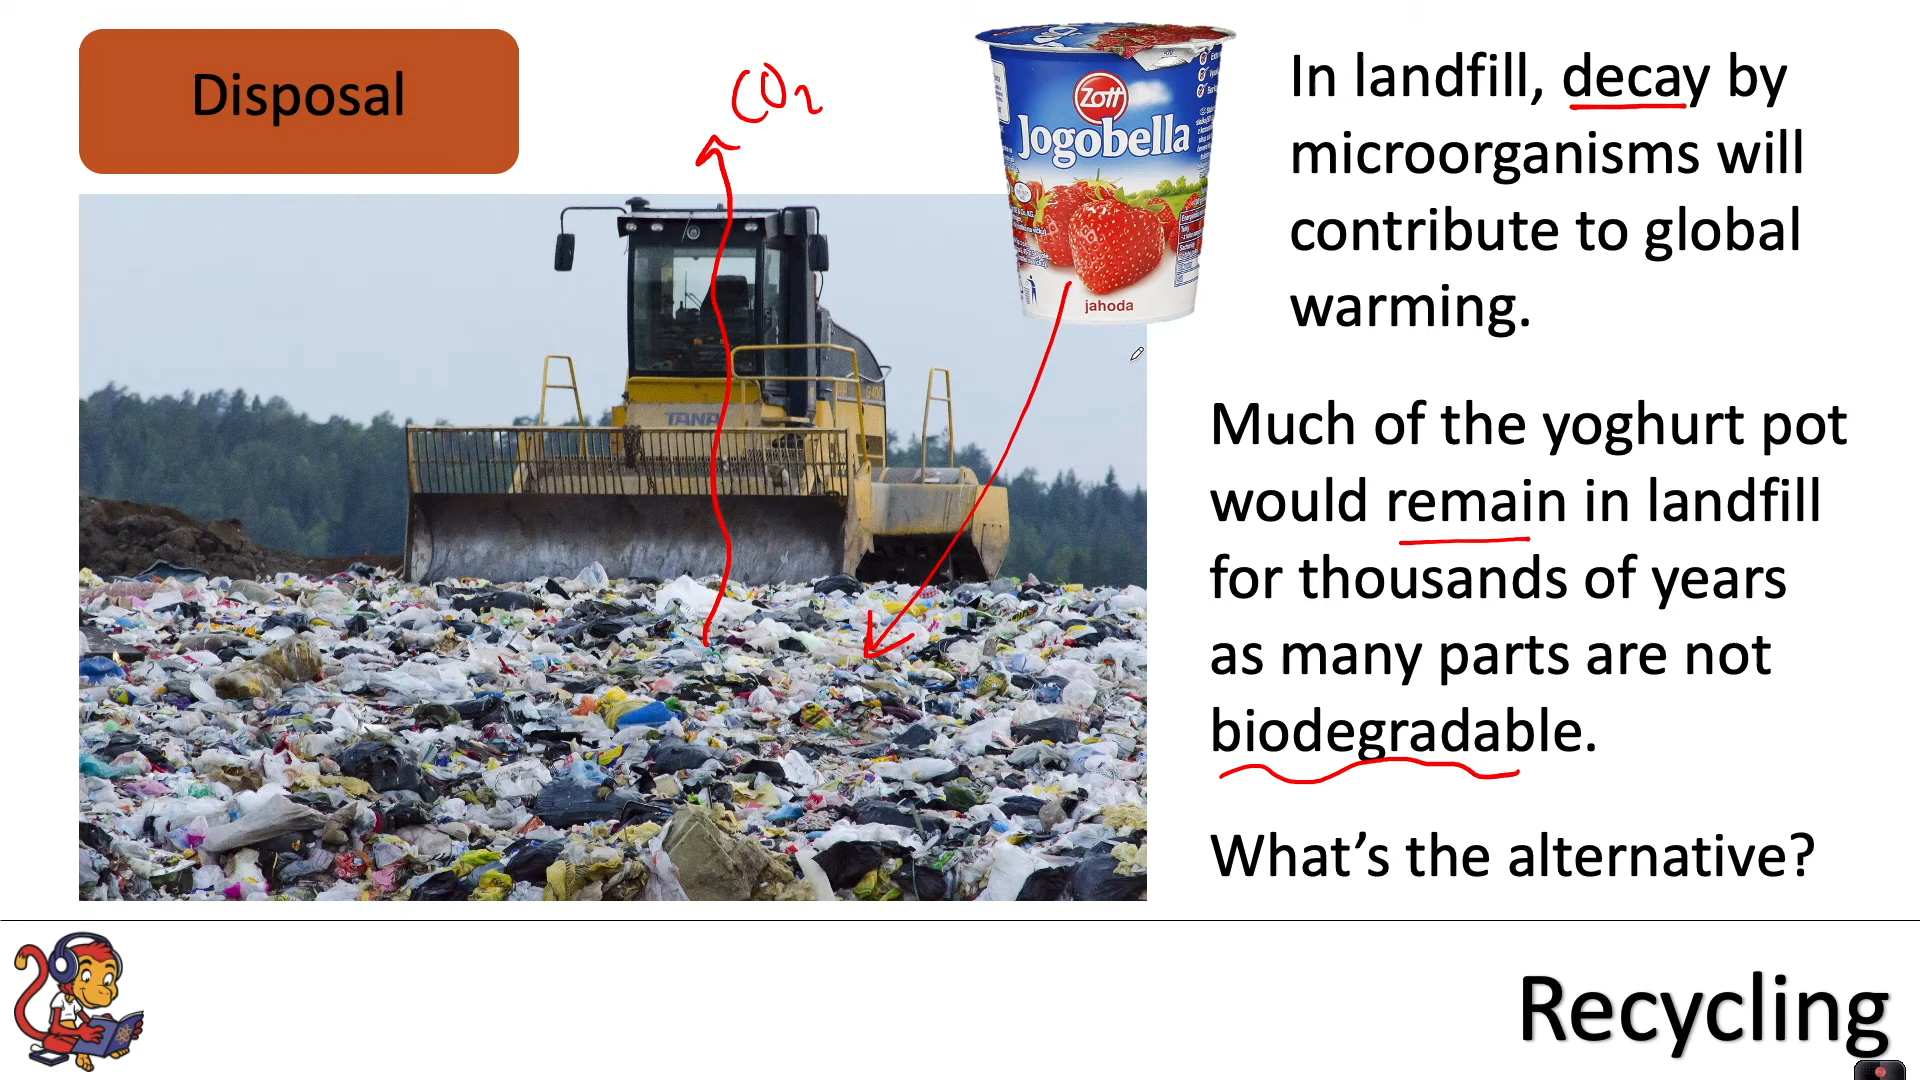 Disposal
CO2
Zott
Jogobella
jahoda
TANA
In landfill, decay by
microorganisms will
contribute to global
warming.
Much of the yoghurt pot
would remain in landfill
for thousands of years
as many parts are not
biodegradable.
What’s the alternative?
Recycling